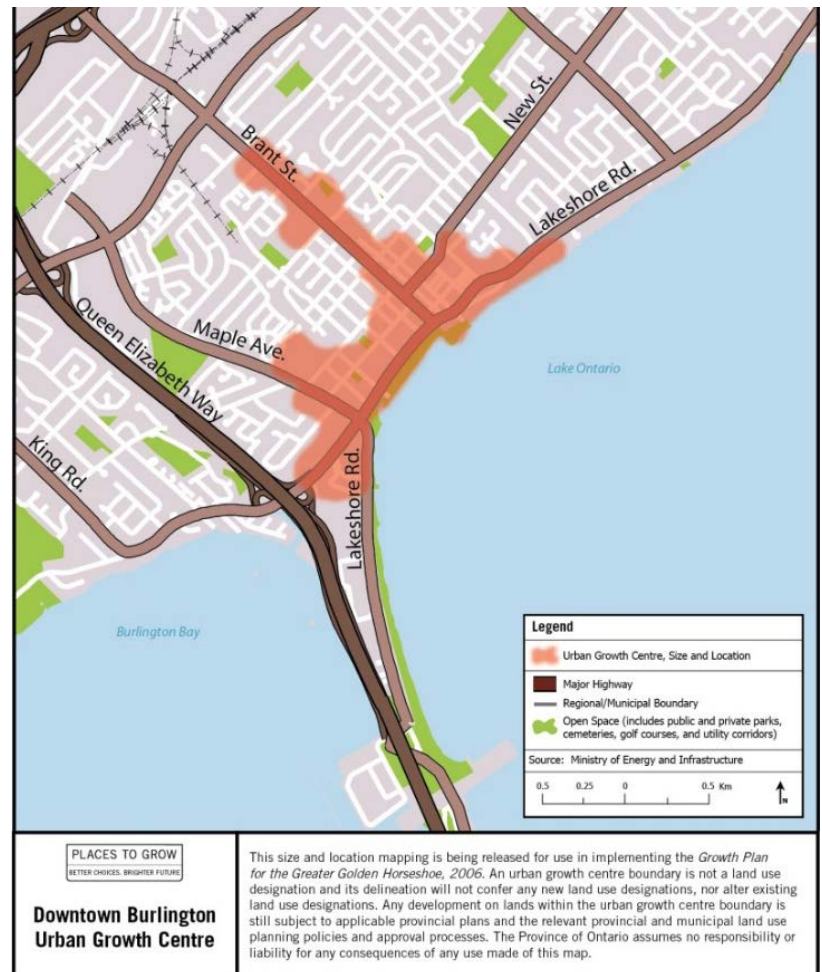 Brant St.
New St.
Lakeshore Rd.
Maple Ave.
Queen Elizabeth Way
King Rd.
Lakeshore Rd.
Lake Ontario
Burlington Bay
Legend
Urban Growth Centre, Size and Location
Major Highway
Regional/Municipal Boundary
Open Space (includes public and private parks,
cemeteries, golf courses, and utility corridors)
Source: Ministry of Energy and Infrastructure
0.5 0.25 0 0.5 Km
N
PLACES TO GROW
BETTER CHOICES. BRIGHTER FUTURE
Downtown Burlington
Urban Growth Centre
This size and location mapping is being released for use in implementing the Growth Plan
for the Greater Golden Horseshoe, 2006. An urban growth centre boundary is not a land use
designation and its delineation will not confer any new land use designations, nor alter existing
land use designations. Any development on lands within the urban growth centre boundary is
still subject to applicable provincial plans and the relevant provincial and municipal land use
planning policies and approval processes. The Province of Ontario assumes no responsibility or
liability for any consequences of any use made of this map.